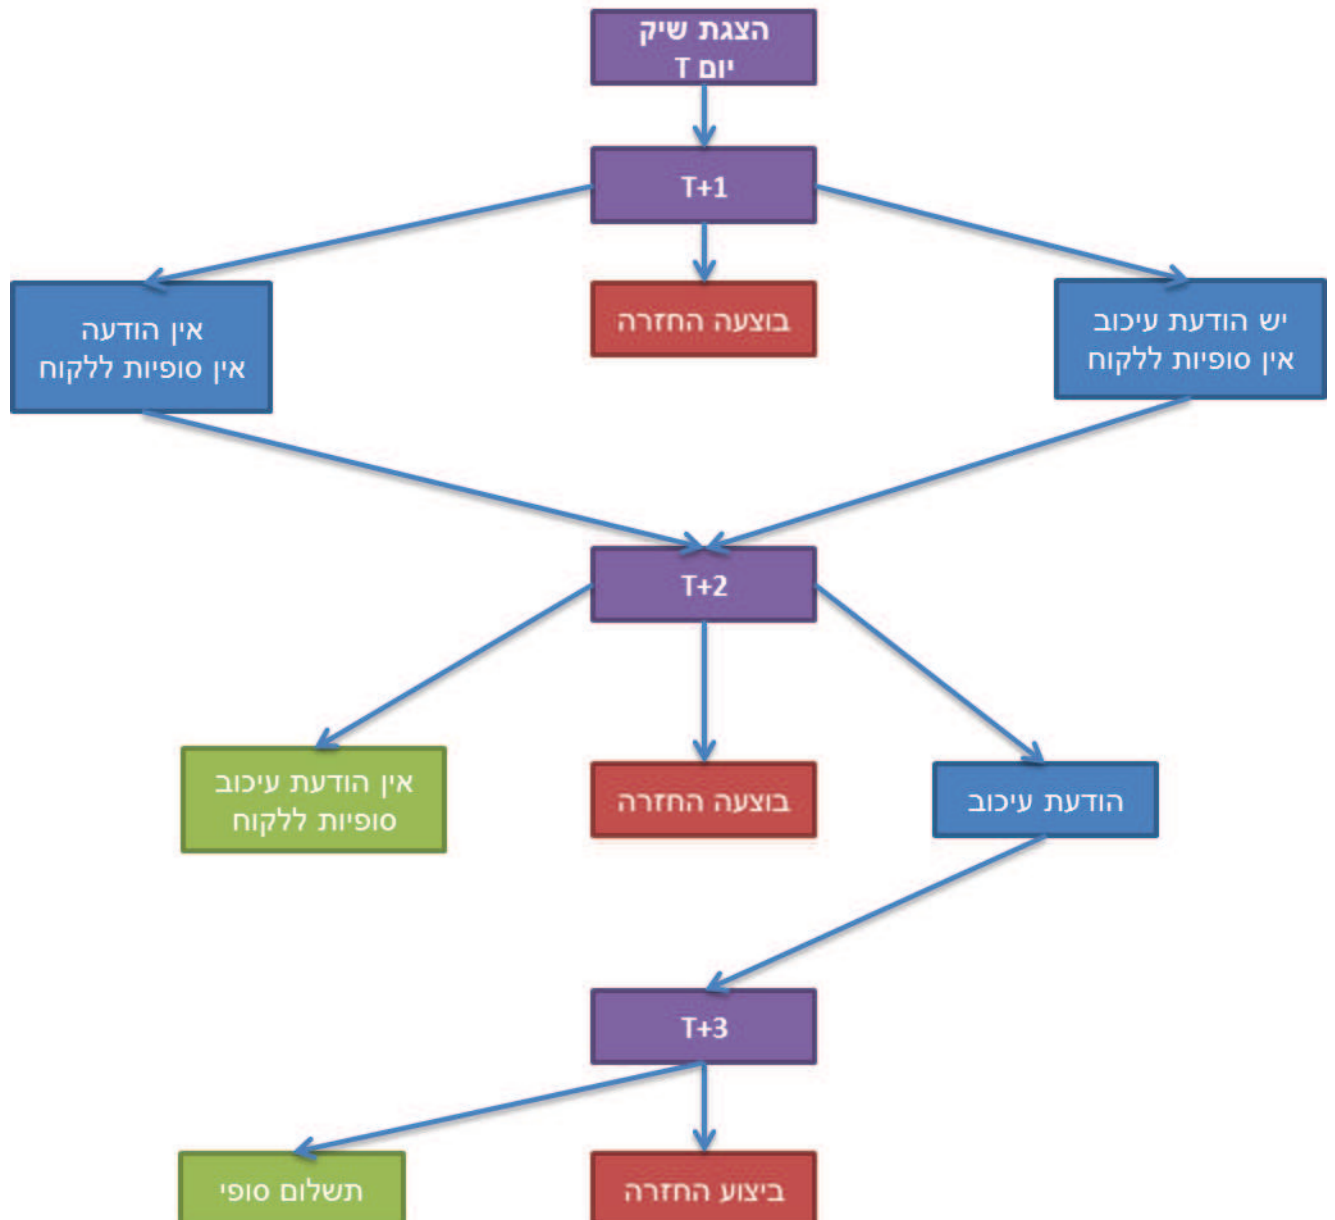 הצגת שיק
יום T
T+1
יש הודעת עיכוב
אין סופיות ללקוח
בוצעה החזרה
אין הודעה
אין סופיות ללקוח
T+2
הודעת עיכוב
בוצעה החזרה
אין הודעת עיכוב
סופיות ללקוח
T+3
ביצוע החזרה
תשלום סופי